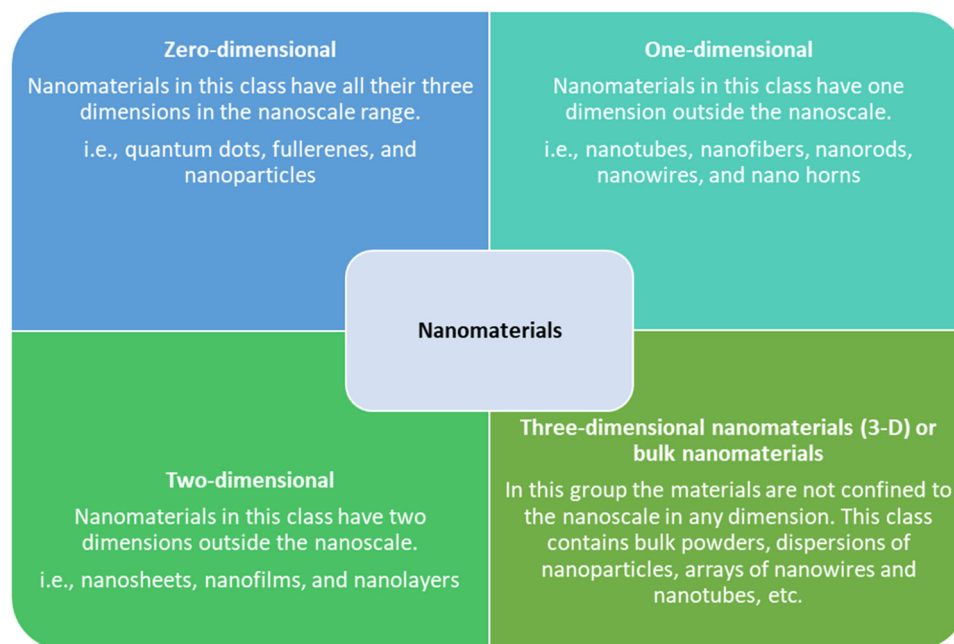 Zero-dimensional
Nanomaterials in this class have all their three
dimensions in the nanoscale range.
i.e., quantum dots, fullerenes, and
nanoparticles
One-dimensional
Nanomaterials in this class have one
dimension outside the nanoscale.
i.e., nanotubes, nanofibers, nanorods,
nanowires, and nano horns
Nanomaterials
Two-dimensional
Nanomaterials in this class have two
dimensions outside the nanoscale.
i.e., nanosheets, nanofilms, and nanolayers
Three-dimensional nanomaterials (3-D) or
bulk nanomaterials
In this group the materials are not confined to
the nanoscale in any dimension. This class
contains bulk powders, dispersions of
nanoparticles, arrays of nanowires and
nanotubes, etc.